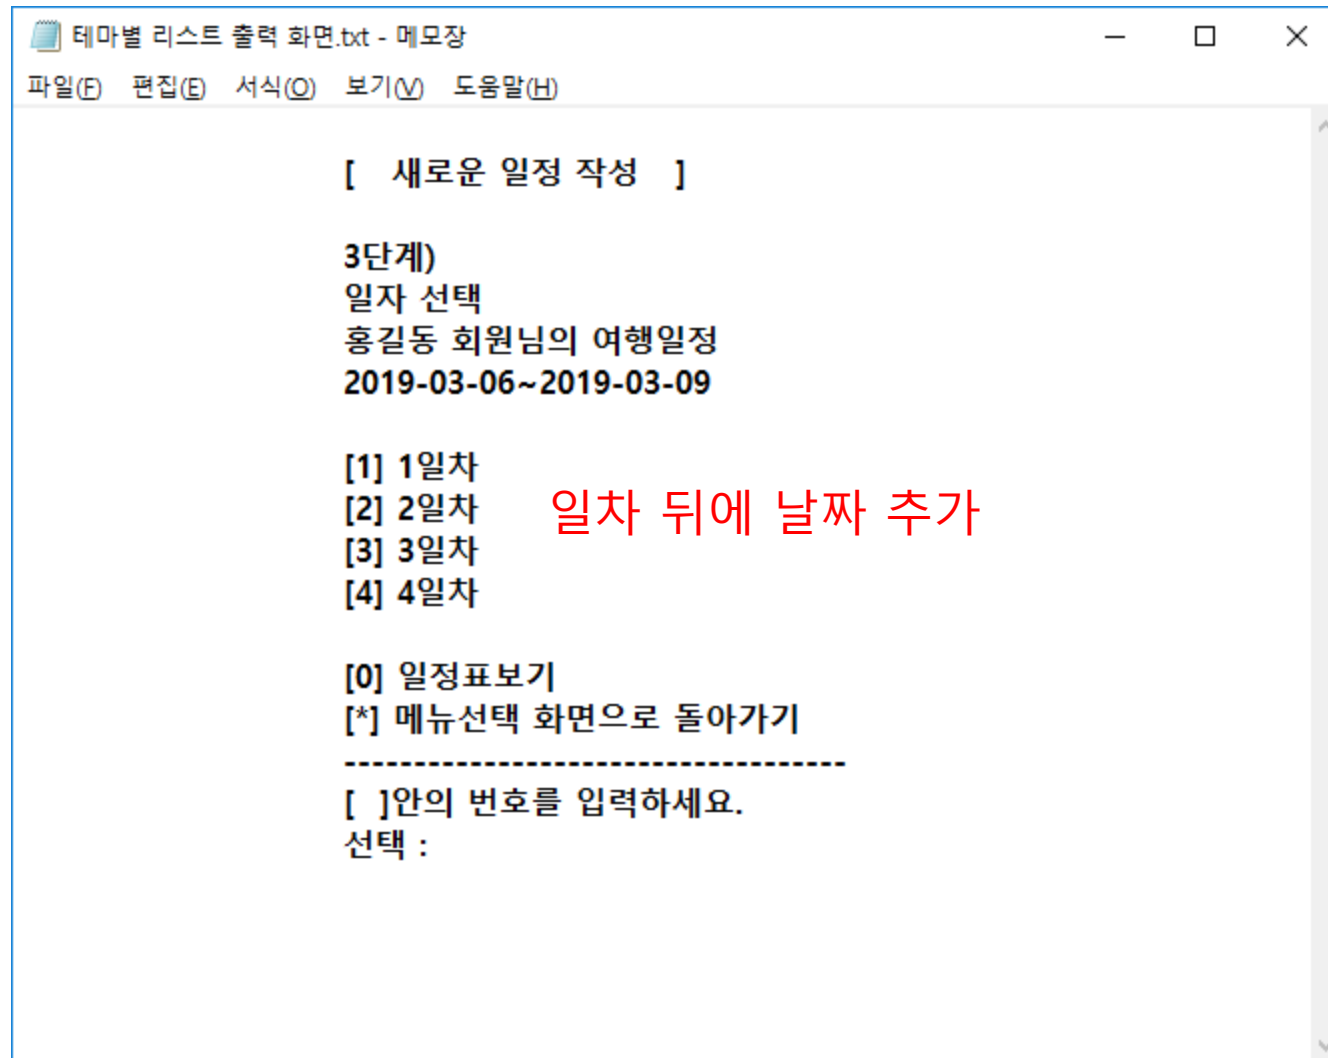 테마별 리스트 출력 화면.txt - 메모장
파일(F) 편집(E) 서식(O) 보기(V) 도움말(H)
[ 새로운 일정 작성 ]
3단계)
일자 선택
홍길동 회원님의 여행일정
2019-03-06~2019-03-09
[1] 1일차
[2] 2일차
일차 뒤에 날짜 추가
[3] 3일차
[4] 4일차
[0] 일정표보기
[*] 메뉴선택 화면으로 돌아가기
------------------------------------
[ ]안의 번호를 입력하세요.
선택 :